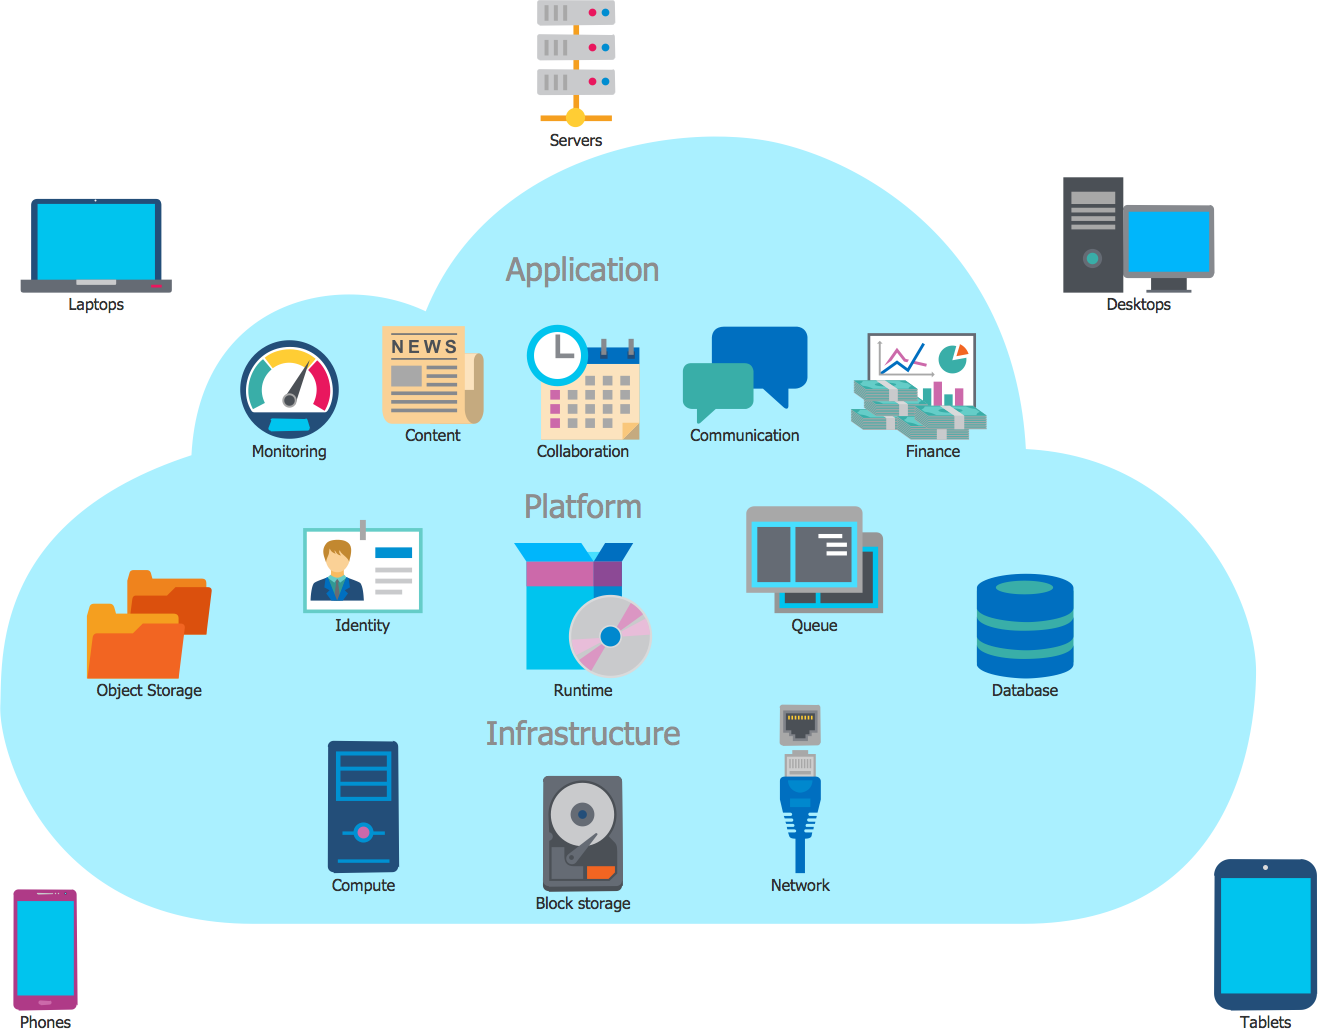 Servers
Laptops
Desktops
Application
NEWS
Monitoring
Content
Collaboration
Communication
Finance
Platform
Identity
Queue
Object Storage
Runtime
Database
Infrastructure
Compute
Block storage
Network
Phones
Tablets